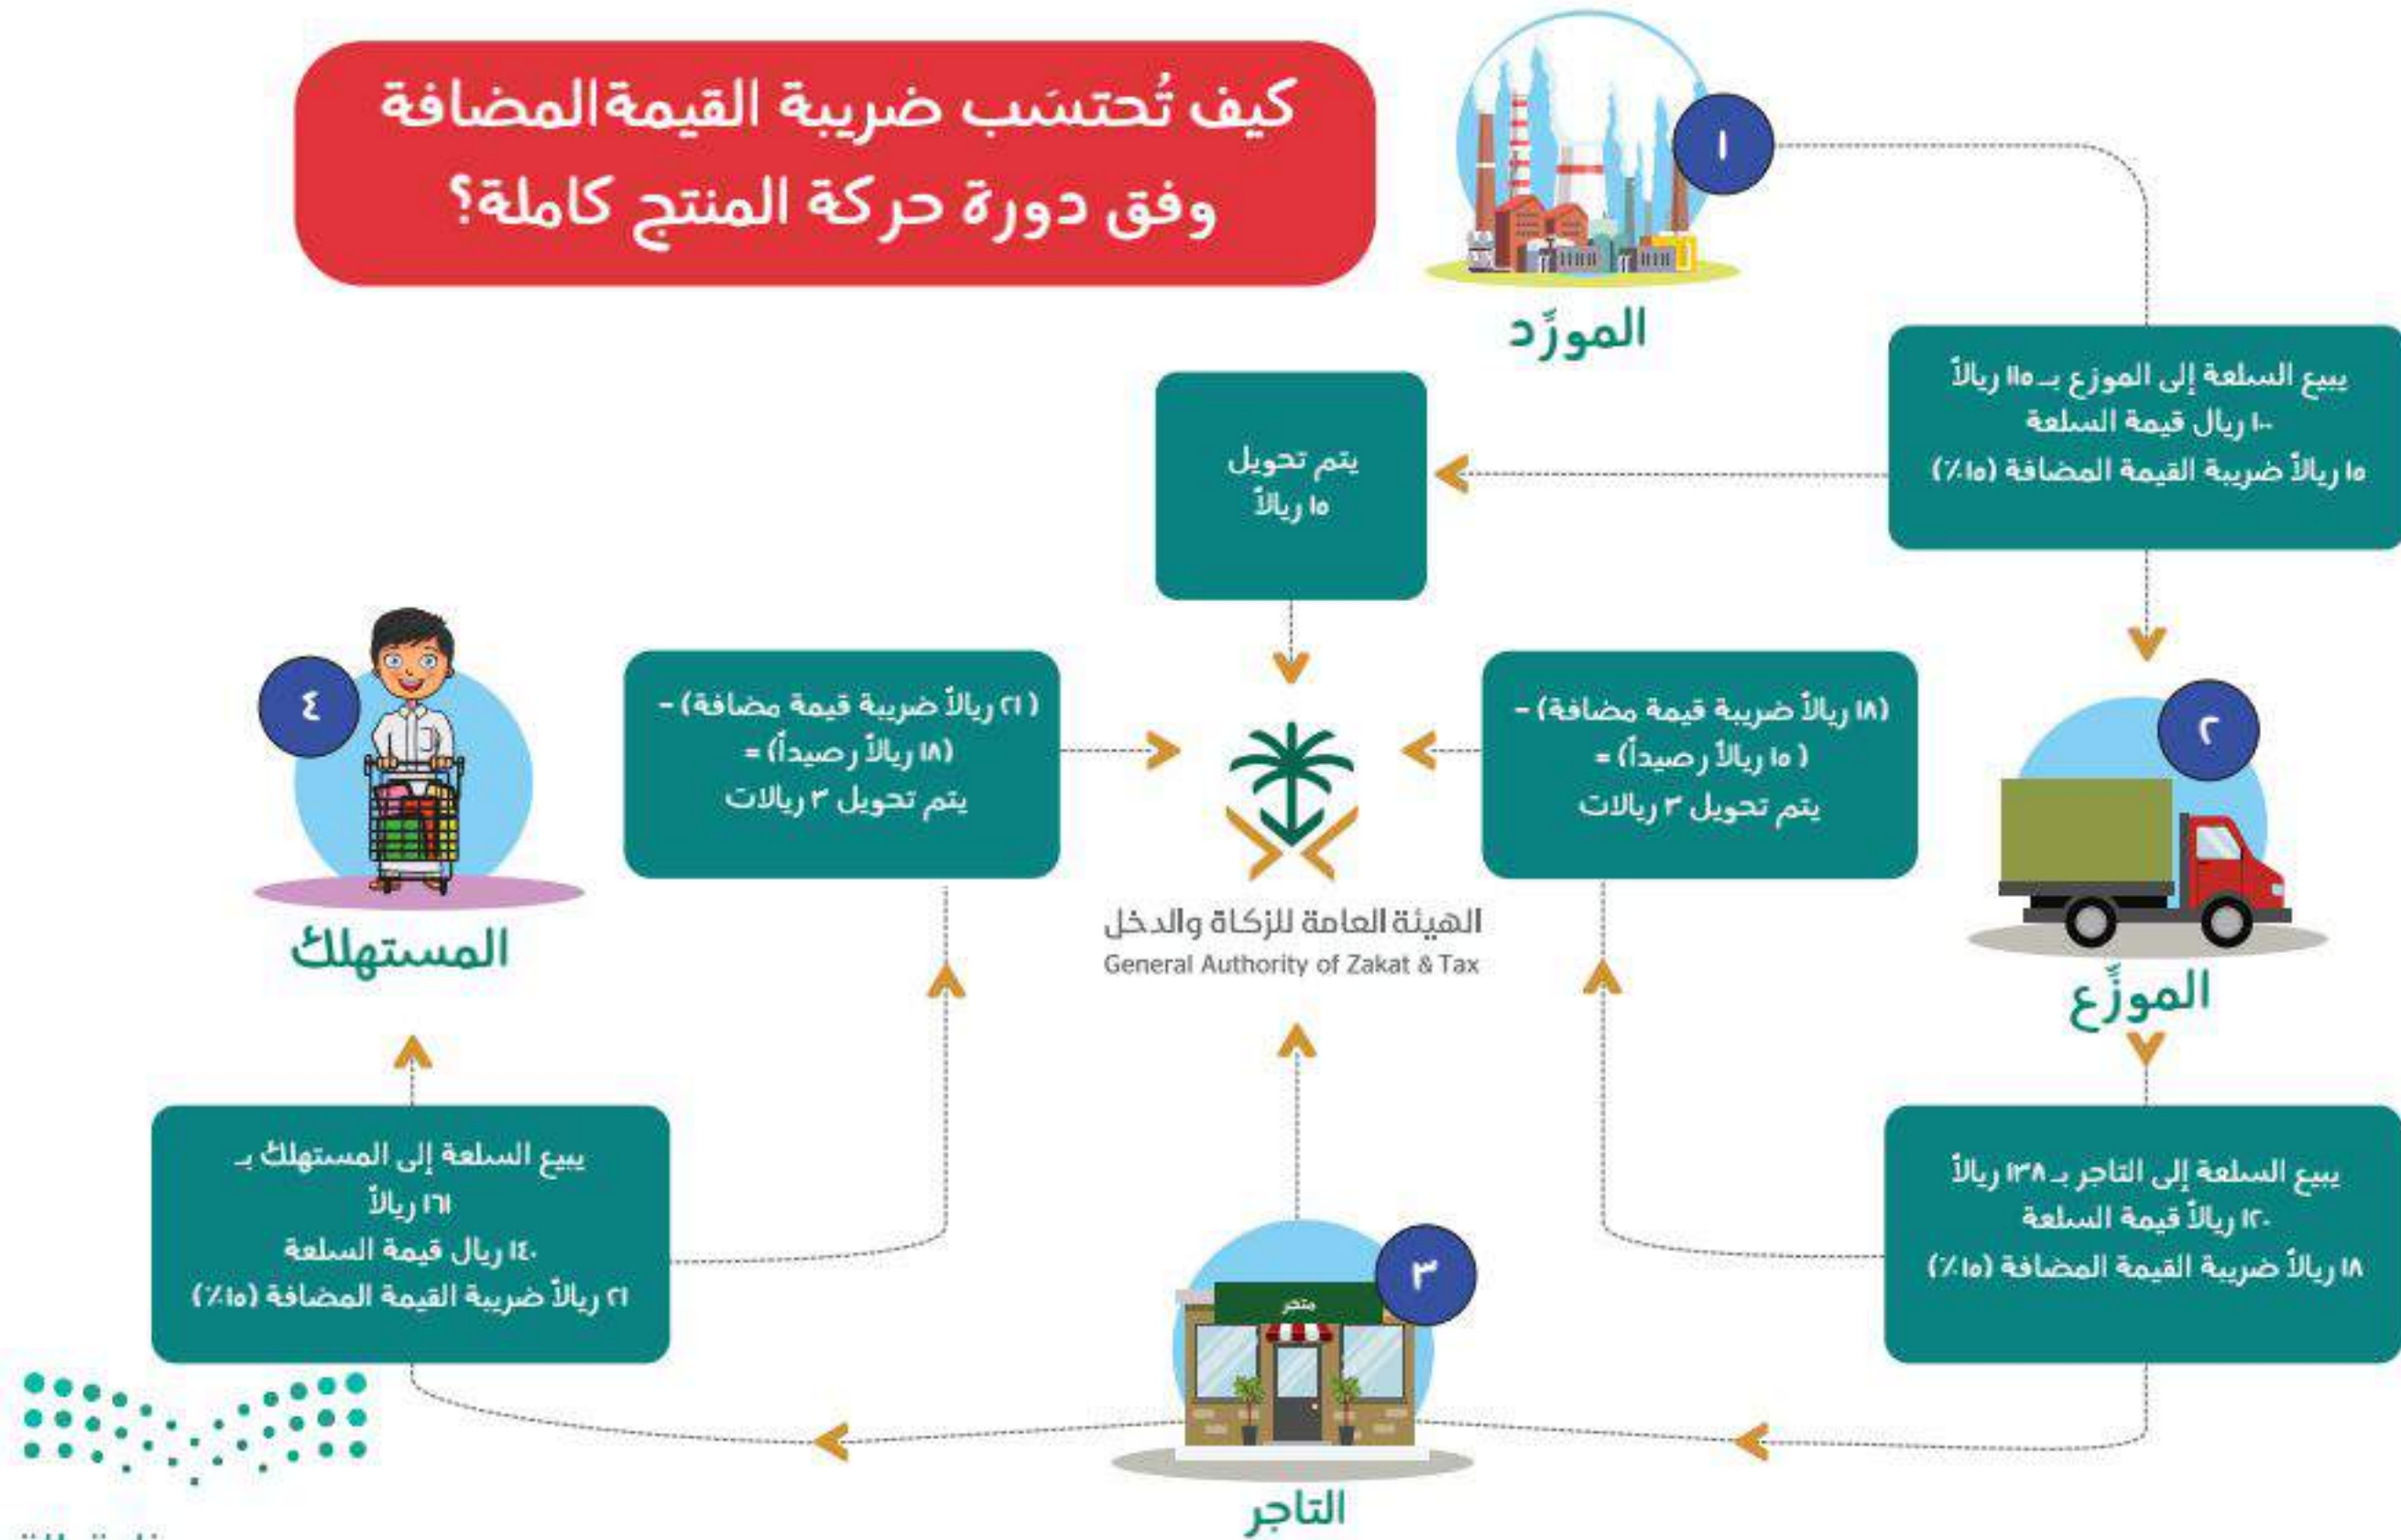 كيف تُحتسَب ضريبة القيمة المضافة
وفق دورة حركة المنتج كاملة؟
١
المورِّد
يبيع السلعة إلى الموزع بـ ١١٥ ريالاً
١٠٠ ريال قيمة السلعة
١٥ ريالاً ضريبة القيمة المضافة (١٥٪)
يتم تحويل
١٥ ريالاً
٢
الموزِّع
(١٨ ريالاً ضريبة قيمة مضافة) -
(١٥ ريالاً رصيداً) =
يتم تحويل ٣ ريالات
يبيع السلعة إلى التاجر بـ ١٣٨ ريالاً
١٢٠ ريالاً قيمة السلعة
١٨ ريالاً ضريبة القيمة المضافة (١٥٪)
الهيئة العامة للزكاة والدخل
General Authority of Zakat & Tax
٣
متجر
التاجر
(٢١ ريالاً ضريبة قيمة مضافة) -
(١٨ ريالاً رصيداً) =
يتم تحويل ٣ ريالات
يبيع السلعة إلى المستهلك بـ
١٦١ ريالاً
١٤٠ ريال قيمة السلعة
٢١ ريالاً ضريبة القيمة المضافة (١٥٪)
٤
المستهلك